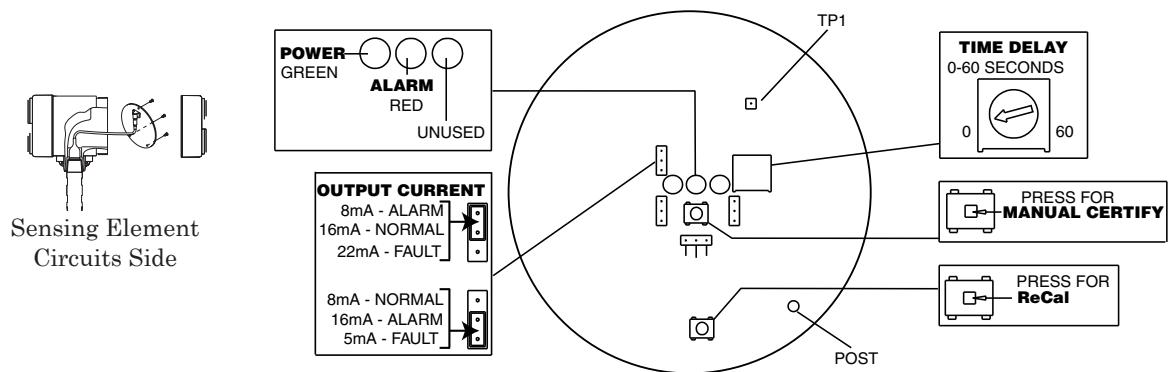 Sensing Element
Circuits Side
POWER
GREEN
ALARM
RED
UNUSED
OUTPUT CURRENT
8mA - ALARM
16mA - NORMAL
22mA - FAULT
8mA - NORMAL
16mA - ALARM
5mA - FAULT
TP1
TIME DELAY
0-60 SECONDS
0 60
PRESS FOR
MANUAL CERTIFY
PRESS FOR
ReCal
POST